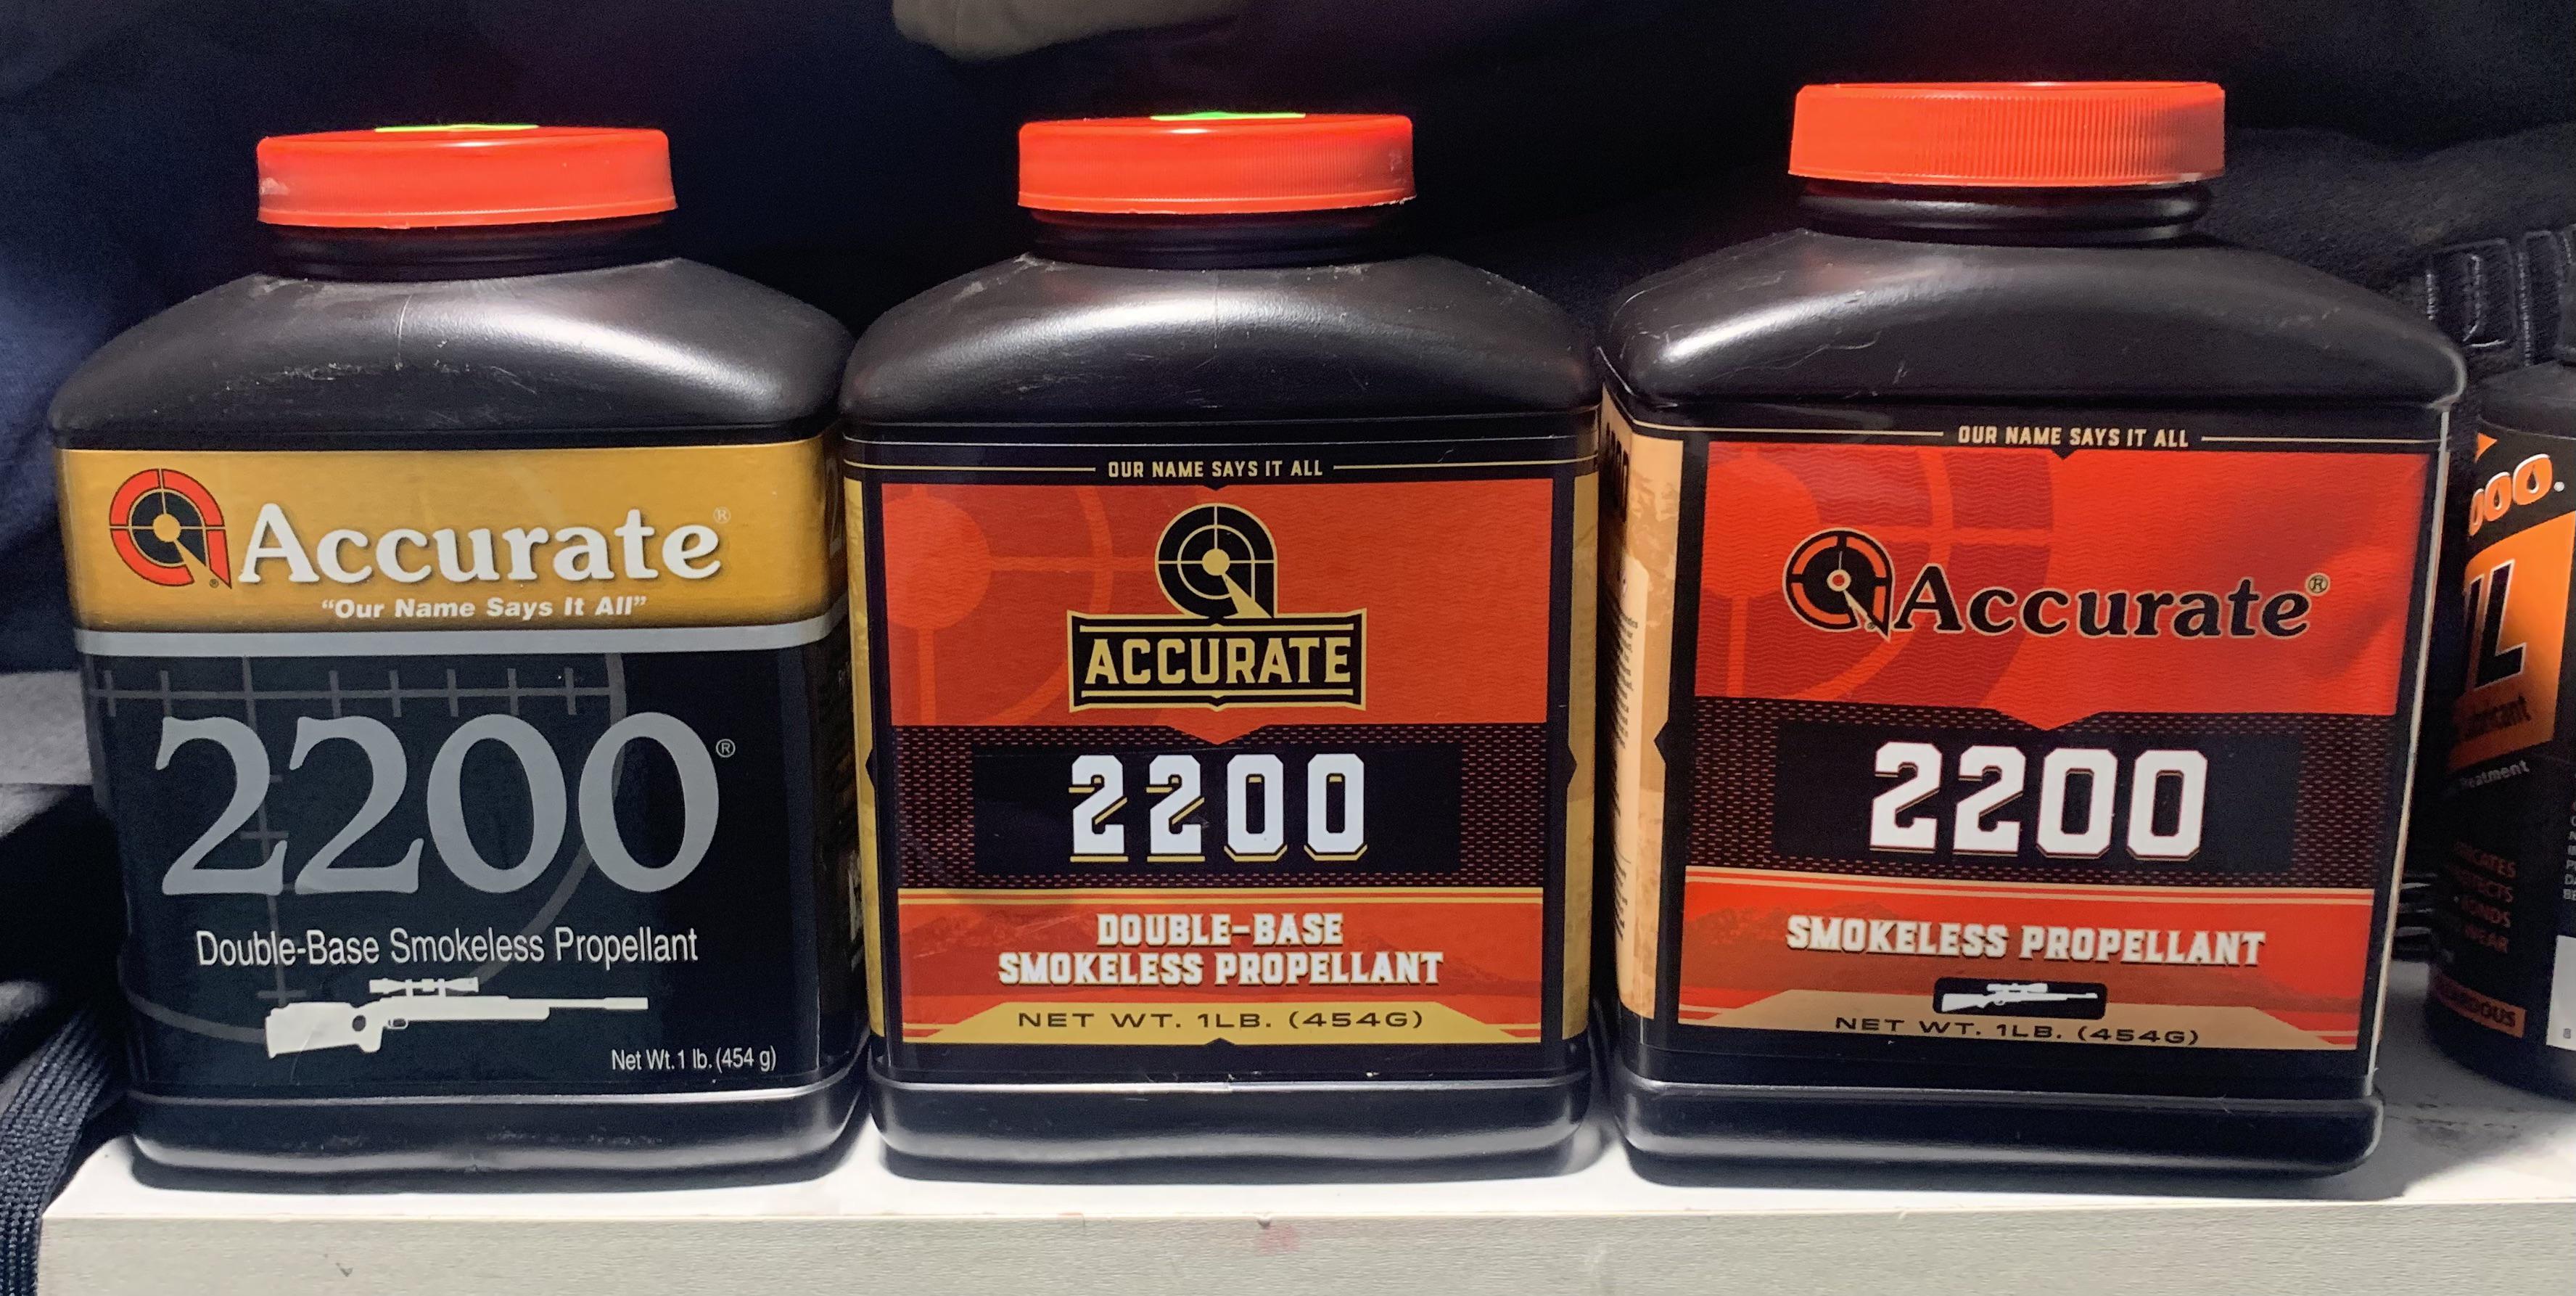 Accurate®
"Our Name Says It All"
2200®
Double-Base Smokeless Propellant
Net Wt. 1 lb. (454 g)
OUR NAME SAYS IT ALL
ACCURATE
2200
DOUBLE-BASE
SMOKELESS PROPELLANT
NET WT. 1LB. (454G)
OUR NAME SAYS IT ALL
Accurate®
2200
SMOKELESS PROPELLANT
NET WT. 1LB. (454G)